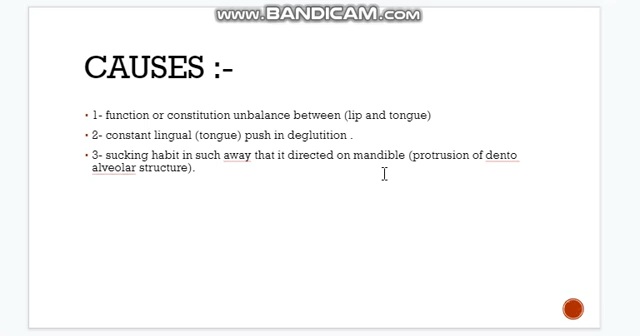 www.BANDICAM.com
CAUSES :-
• 1- function or constitution unbalance between (lip and tongue)
• 2- constant lingual (tongue) push in deglutition .
• 3- sucking habit in such away that it directed on mandible (protrusion of dento
alveolar structure).